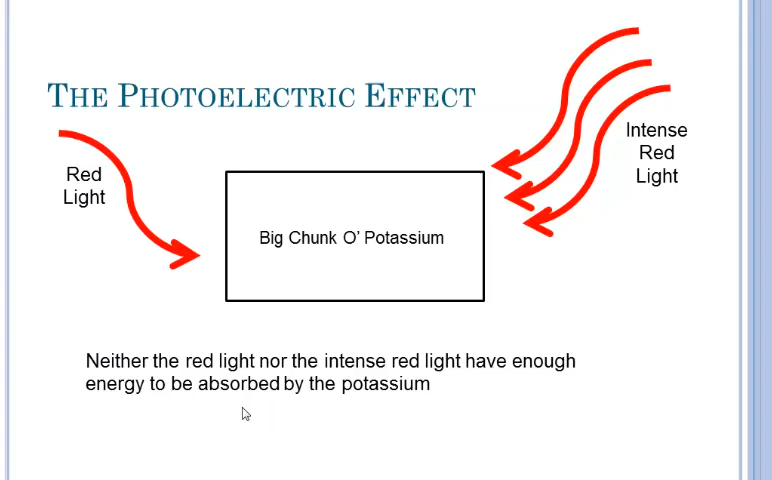 THE PHOTOELECTRIC EFFECT
Intense
Red
Light
Red
Light
Big Chunk O’ Potassium
Neither the red light nor the intense red light have enough
energy to be absorbed by the potassium